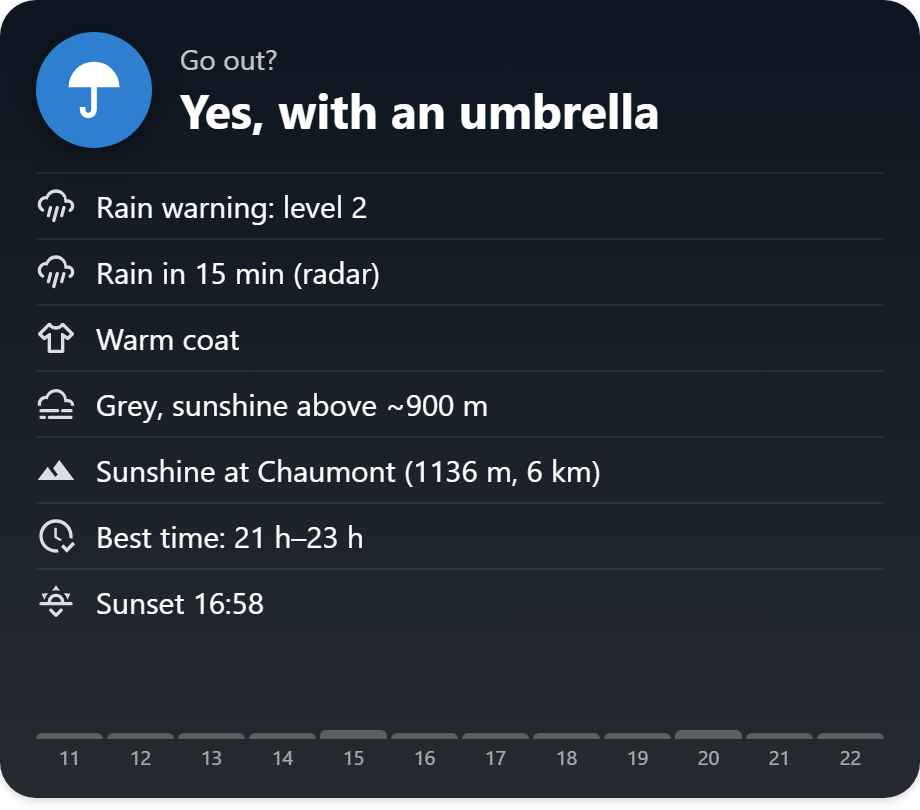 Go out?
Yes, with an umbrella
Rain warning: level 2
Rain in 15 min (radar)
Warm coat
Grey, sunshine above ~900 m
Sunshine at Chaumont (1136 m, 6 km)
Best time: 21 h–23 h
Sunset 16:58
11 12 13 14 15 16 17 18 19 20 21 22